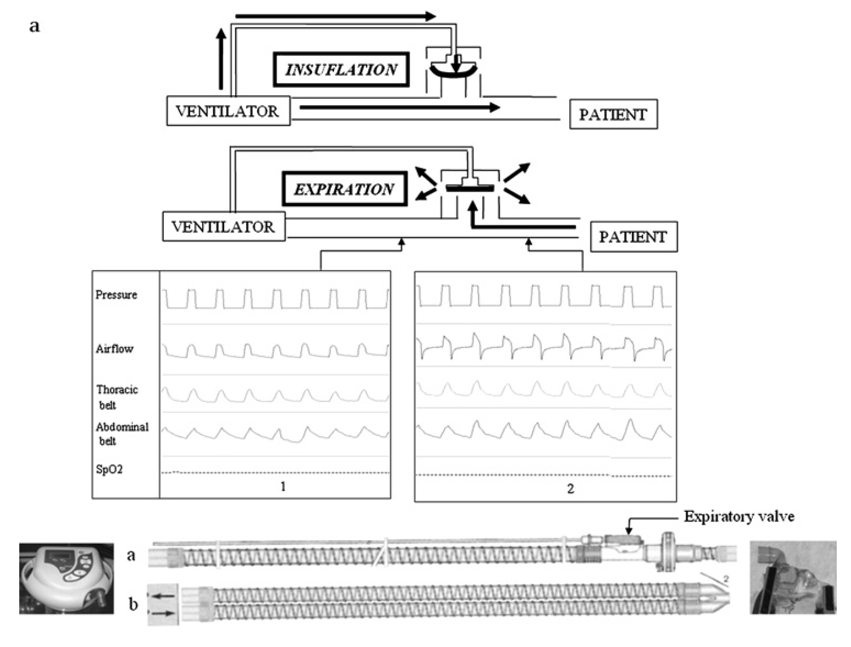 a
INSUFLATION
VENTILATOR
PATIENT
EXPIRATION
VENTILATOR
PATIENT
Pressure
Airflow
Thoracic
belt
Abdominal
belt
SpO2
1
2
Expiratory valve
a
b
2